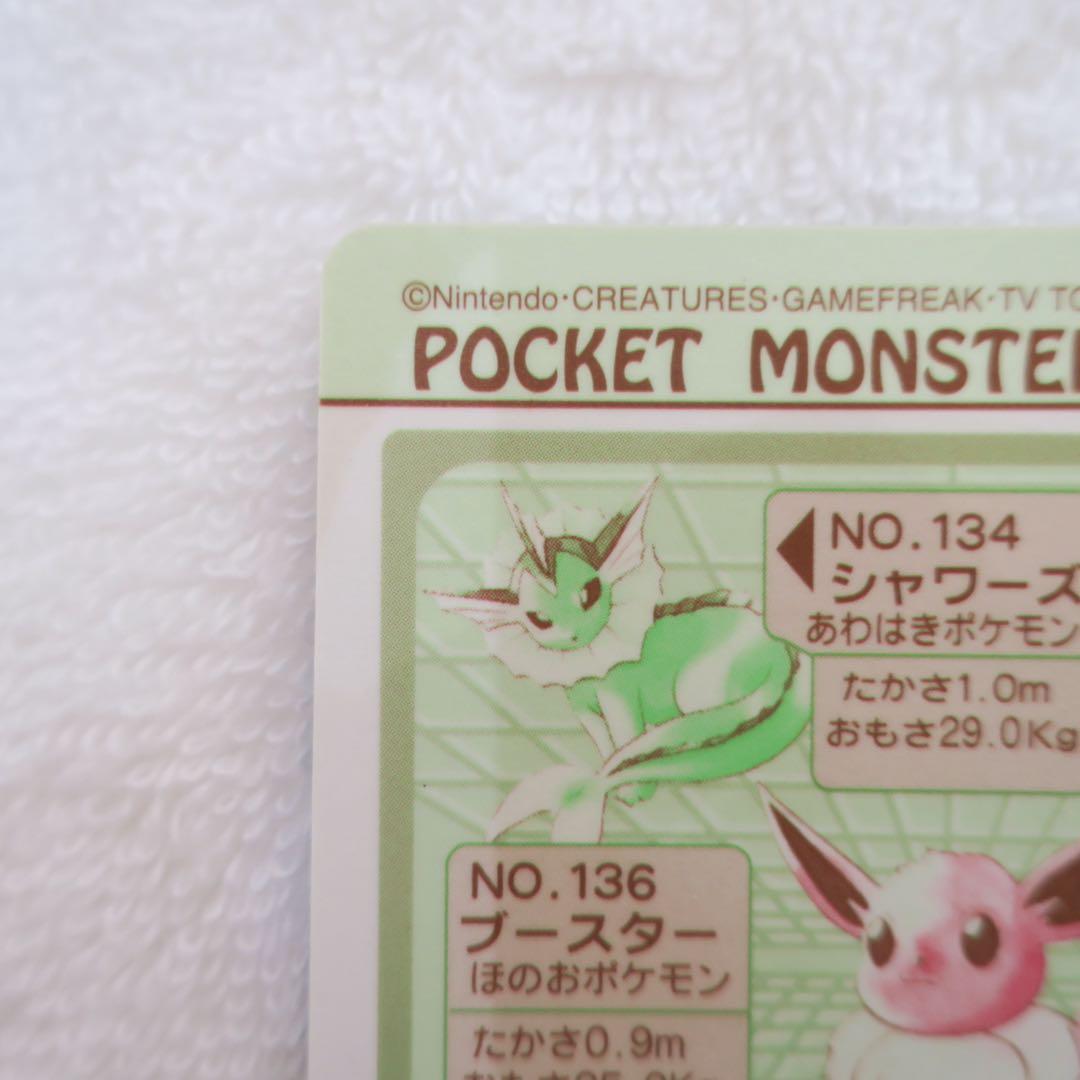 ©Nintendo·CREATURES·GAMEFREAK·TV
POCKET MONSTE
NO.134
シャワーズ
あわはきポケモン
たかさ1.0m
おもさ29.0Kg
NO.136
ブースター
ほのおポケモン
たかさ0.9m